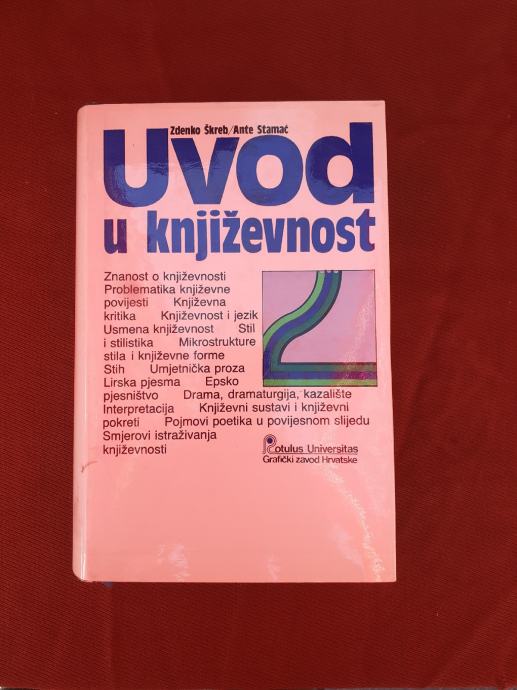 Zdenko Škreb/Ante Stamać
Uvod
u književnost
Znanost o književnosti
Problematika književne
povijesti Književna
kritika Književnost i jezik
Usmena književnost Stil
i stilistika Mikrostrukture
stila i književne forme
Stih Umjetnička proza
Lirska pjesma Epsko
pjesništvo Drama, dramaturgija, kazalište
Interpretacija Književni sustavi i književni
pokreti Pojmovi poetika u povijesnom slijedu
Smjerovi istraživanja
književnosti
Rotulus Universitas
Grafički zavod Hrvatske